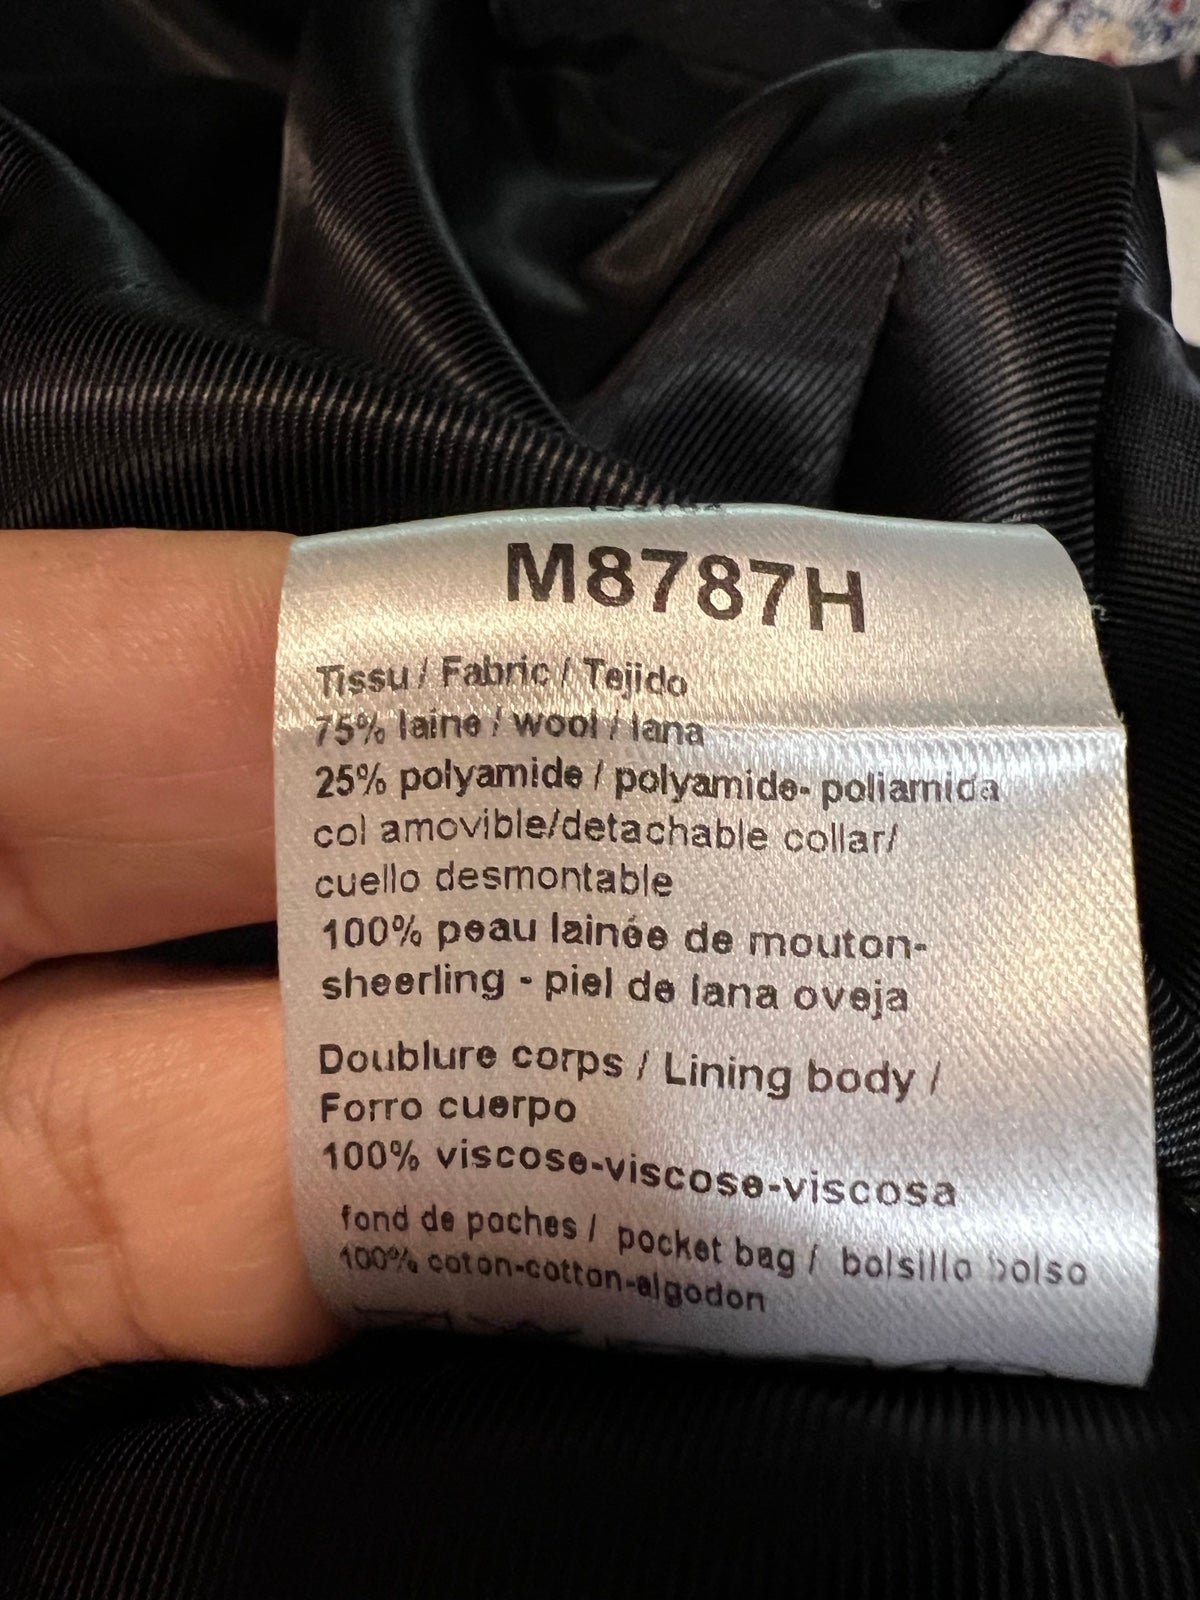 M8787H
Tissu / Fabric / Tejido
75% laine / wool / lana
25% polyamide / polyamide- poliamida
col amovible/detachable collar/
cuello desmontable
100% peau lainée de mouton-
sheerling - piel de lana oveja
Doublure corps / Lining body /
Forro cuerpo
100% viscose-viscose-viscosa
fond de poches / pocket bag / bolsillo bolso
100% coton-cotton-algodon